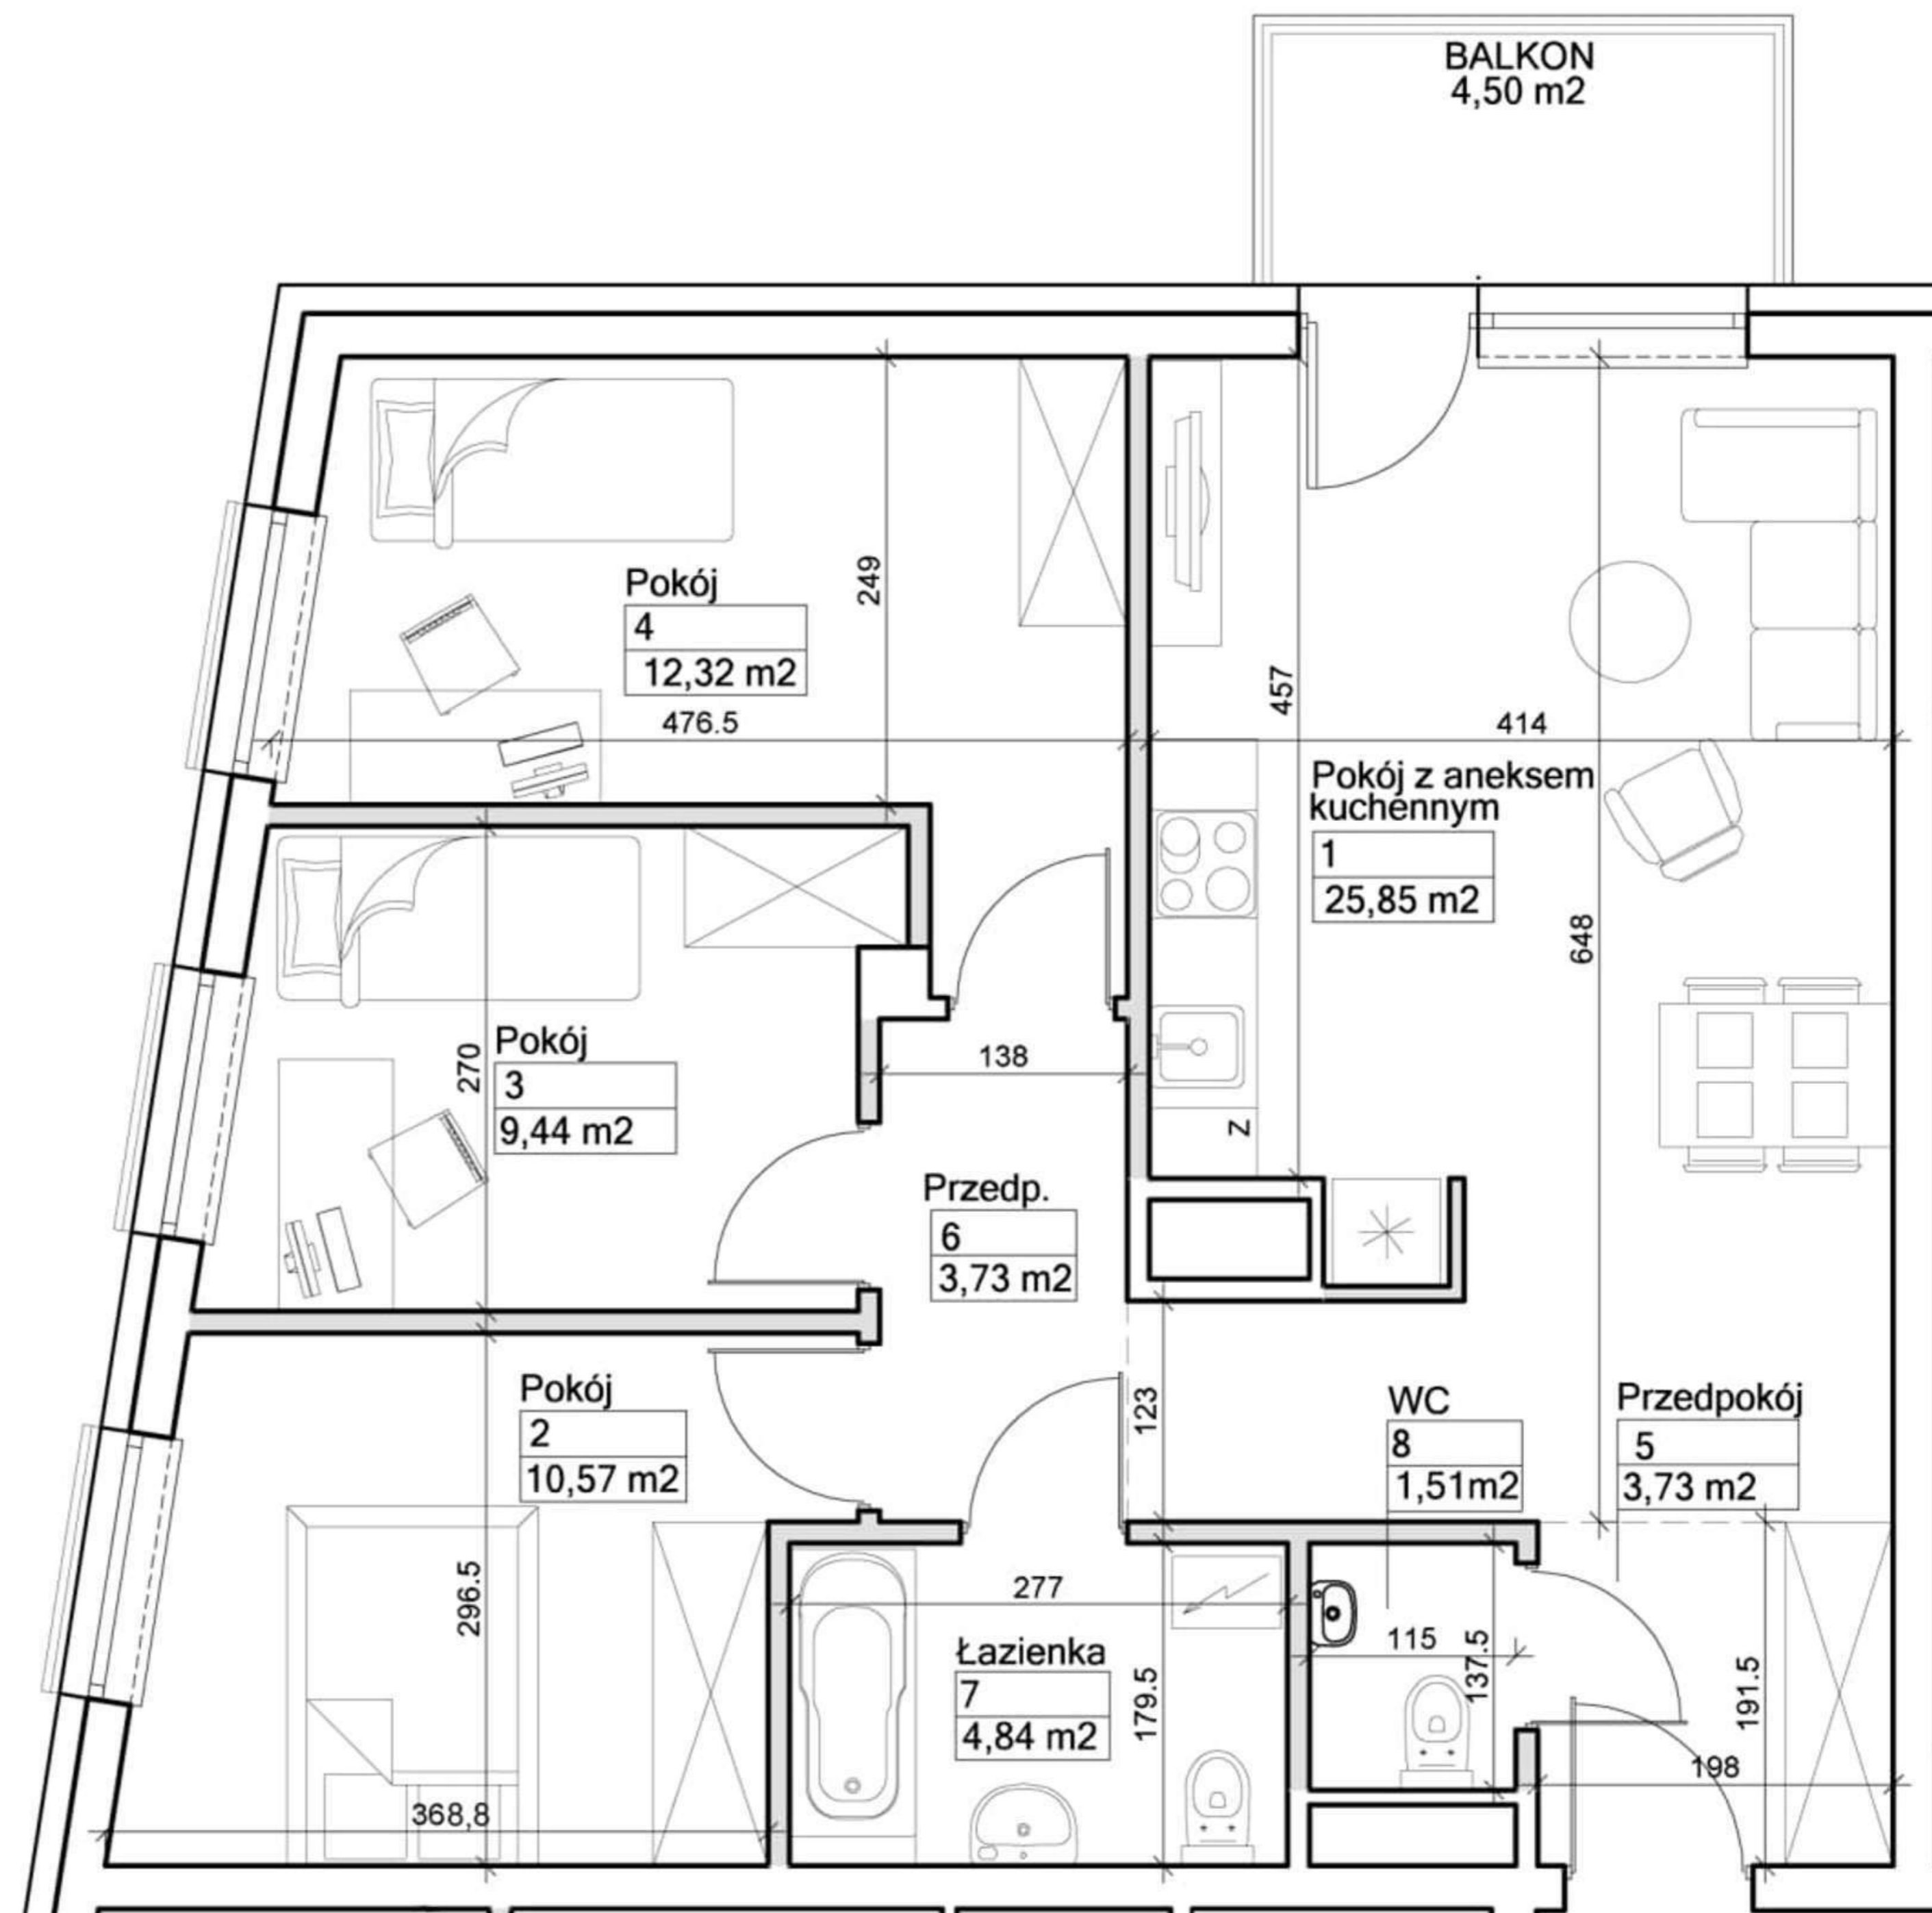 BALKON
4,50 m2
Pokój
4
12,32 m2
249
476.5
457
414
Pokój z aneksem
kuchennym
1
25,85 m2
648
Pokój
3
9,44 m2
270
138
Z
Przedp.
6
3,73 m2
123
Pokój
2
10,57 m2
296.5
368,8
WC
8
1,51m2
Przedpokój
5
3,73 m2
277
Łazienka
7
4,84 m2
179.5
115
137.5
191.5
198